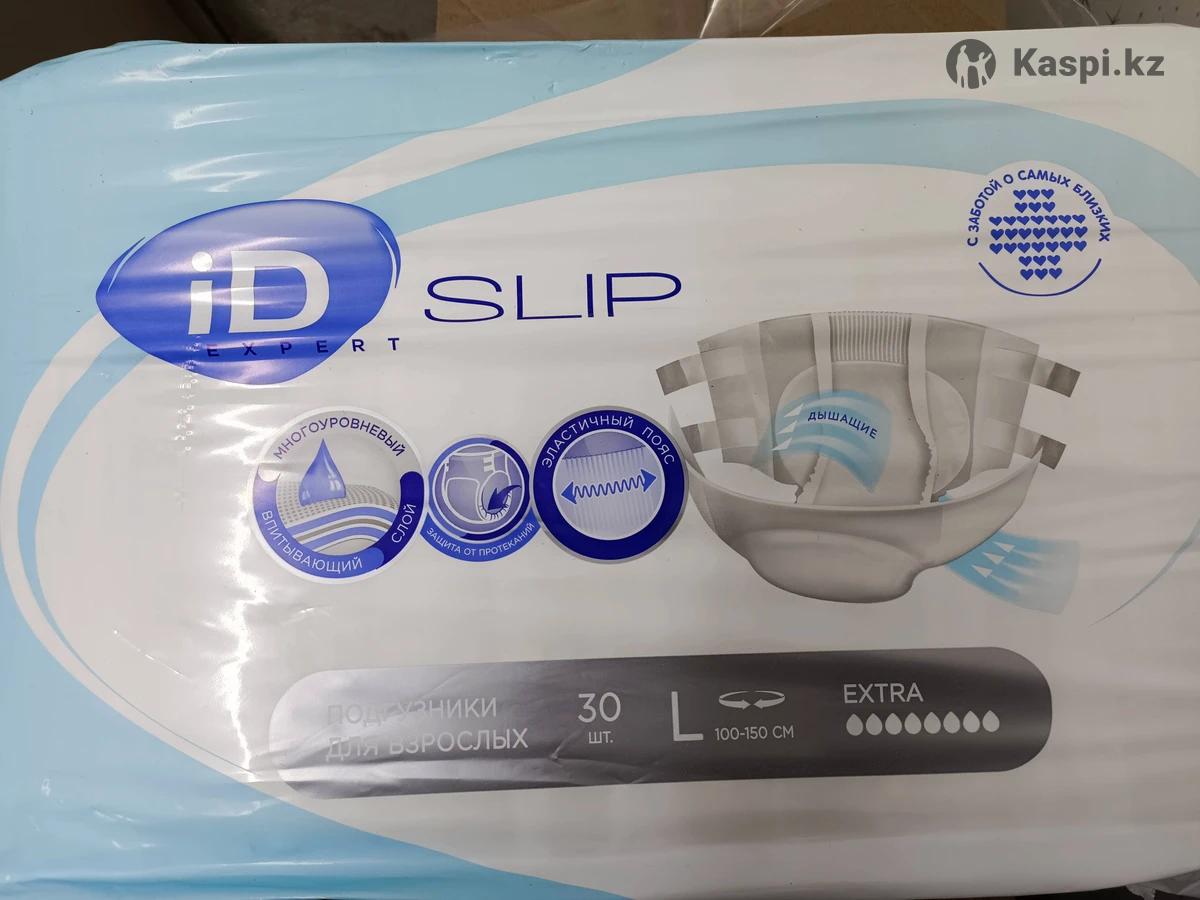 Kaspi.kz
С ЗАБОТОЙ О САМЫХ БЛИЗКИХ
iD
EXPERT
SLIP
МНОГОУРОВНЕВЫЙ
ВПИТЫВАЮЩИЙ СЛОЙ
ЗАЩИТА ОТ ПРОТЕКАНИЙ
ЭЛАСТИЧНЫЙ ПОЯС
ДЫШАЩИЕ
ПОДГУЗНИКИ
ДЛЯ ВЗРОСЛЫХ
30
ШТ.
L
100-150 СМ
EXTRA